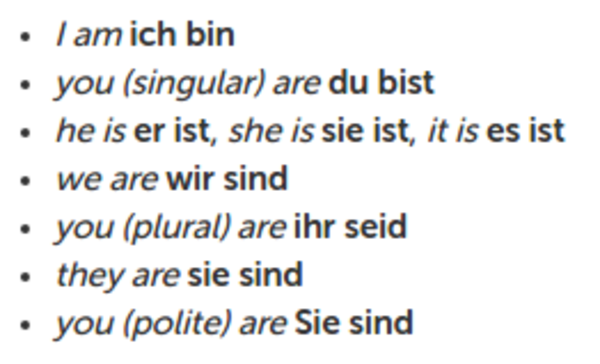 • I am ich bin
• you (singular) are du bist
• he is er ist, she is sie ist, it is es ist
• we are wir sind
• you (plural) are ihr seid
• they are sie sind
• you (polite) are Sie sind